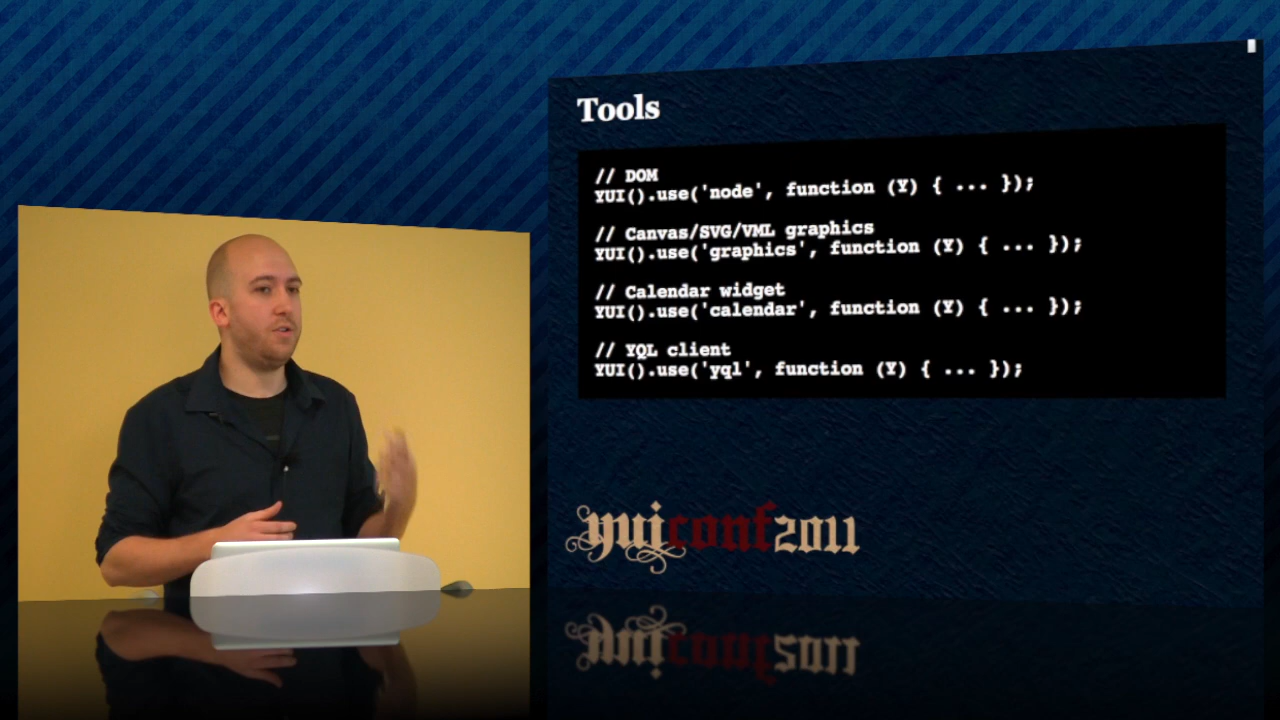 Tools
// DOM
YUI().use('node', function (Y) { ... });
// Canvas/SVG/VML graphics
YUI().use('graphics', function (Y) { ... });
// Calendar widget
YUI().use('calendar', function (Y) { ... });
// YQL client
YUI().use('yql', function (Y) { ... });
yuiconf2011